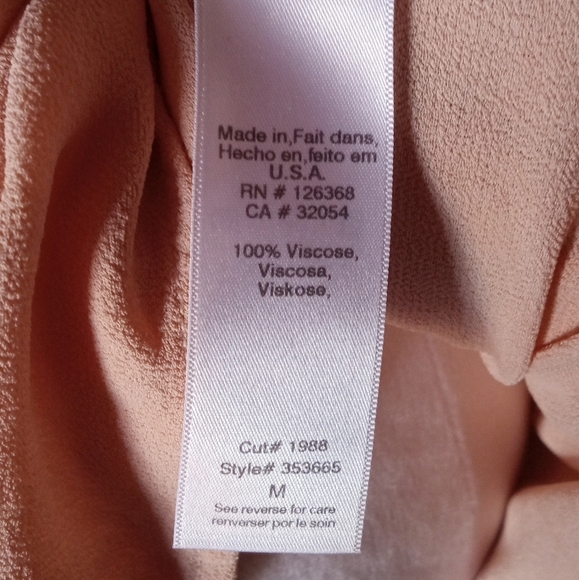 Made in,Fait dans,
Hecho en,feito em
U.S.A.
RN # 126368
CA # 32054
100% Viscose,
Viscosa,
Viskose,
Cut# 1988
Style# 353665
M
See reverse for care
renverser por le soin